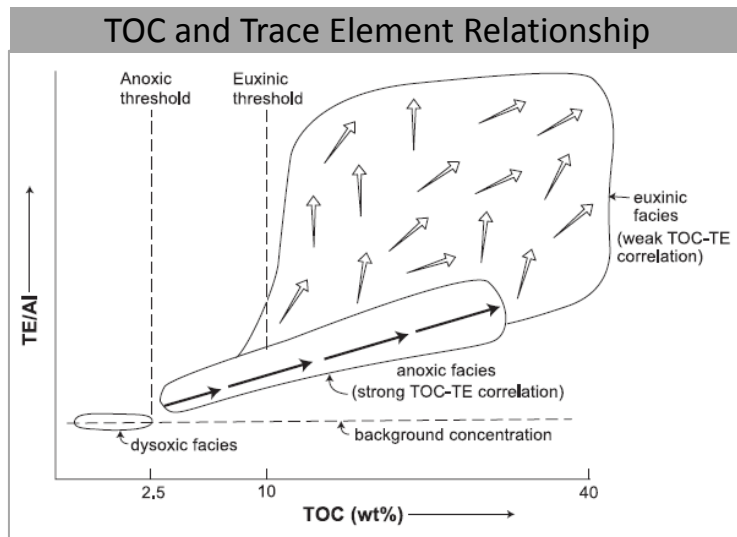 TOC and Trace Element Relationship
Anoxic
threshold
Euxinic
threshold
euxinic
facies
(weak TOC-TE
correlation)
TE/Al
anoxic facies
(strong TOC-TE correlation)
background concentration
dysoxic facies
2.5
10
40
TOC (wt%)